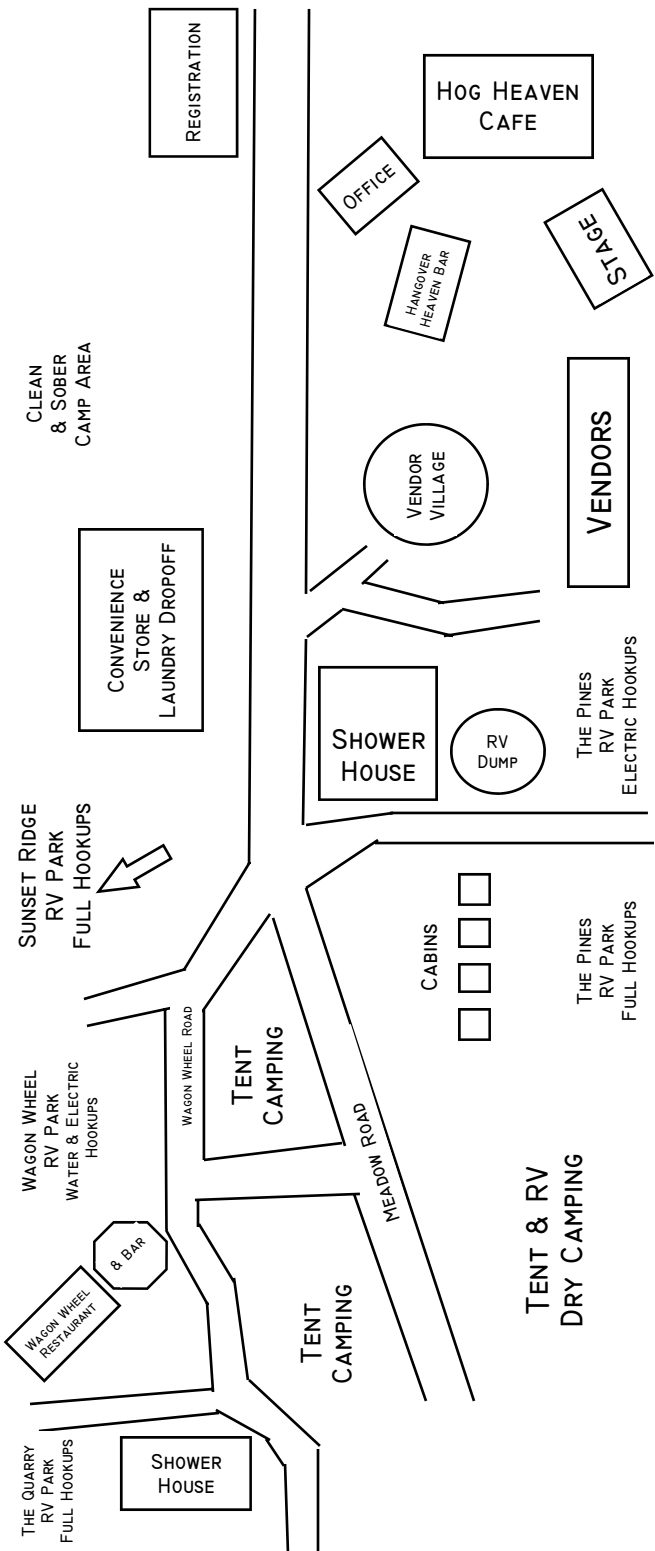 REGISTRATION
HOG HEAVEN
CAFE
OFFICE
STAGE
HANGOVER
HEAVEN BAR
CLEAN
& SOBER
CAMP AREA
VENDOR
VILLAGE
VENDORS
CONVENIENCE
STORE &
LAUNDRY DROPOFF
SHOWER
HOUSE
RV
DUMP
THE PINES
RV PARK
ELECTRIC HOOKUPS
SUNSET RIDGE
RV PARK
FULL HOOKUPS
CABINS
THE PINES
RV PARK
FULL HOOKUPS
WAGON WHEEL
RV PARK
WATER & ELECTRIC
HOOKUPS
WAGON WHEEL ROAD
TENT
CAMPING
MEADOW ROAD
TENT & RV
DRY CAMPING
& BAR
WAGON WHEEL
RESTAURANT
TENT
CAMPING
THE QUARRY
RV PARK
FULL HOOKUPS
SHOWER
HOUSE